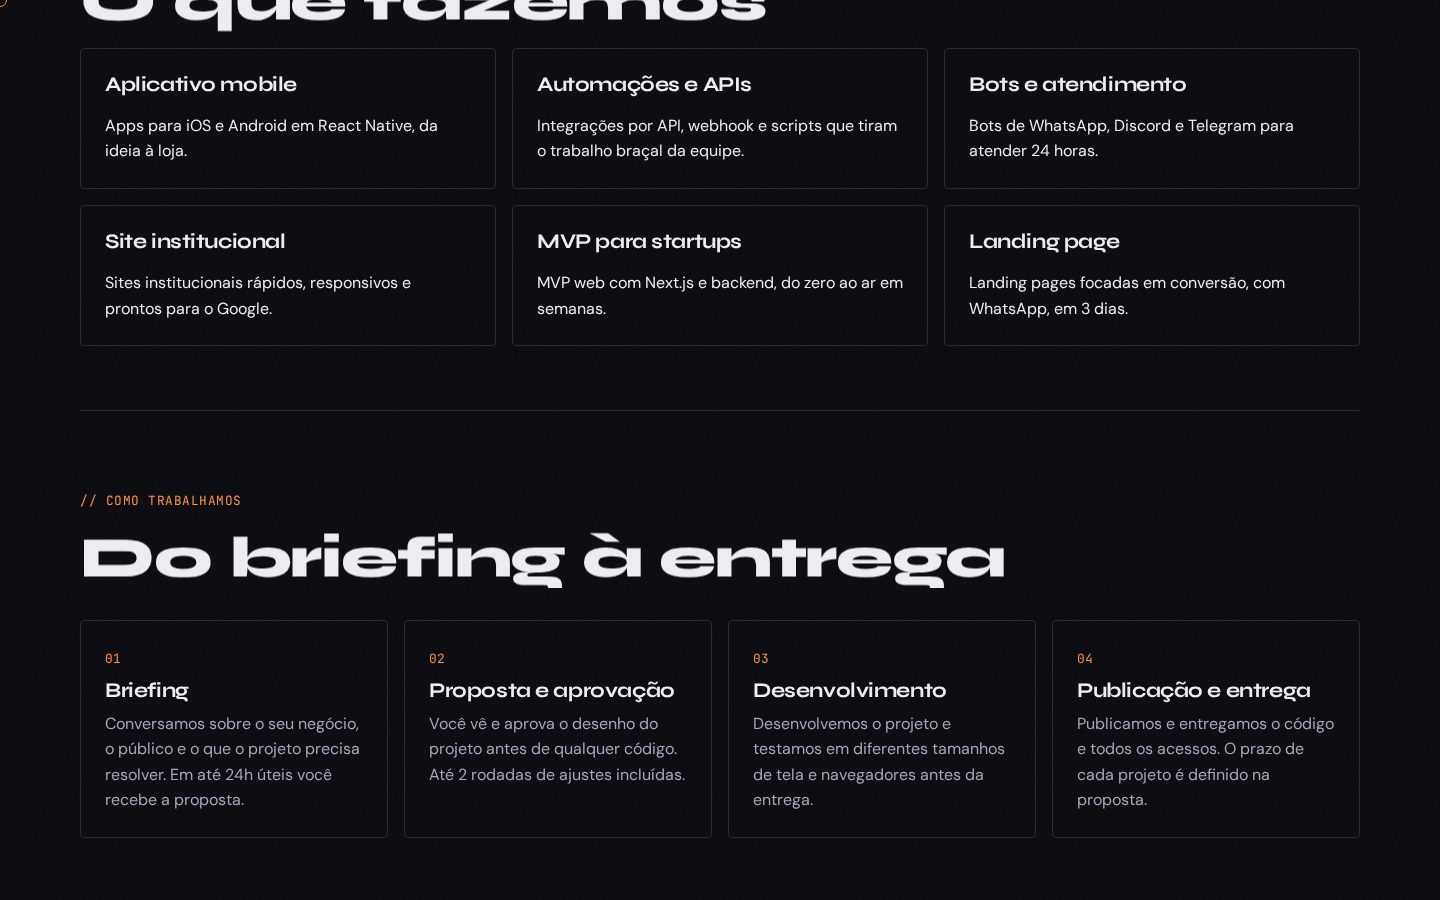 O que fazemos
Aplicativo mobile
Apps para iOS e Android em React Native, da
ideia à loja.
Automações e APIs
Integrações por API, webhook e scripts que tiram
o trabalho braçal da equipe.
Bots e atendimento
Bots de WhatsApp, Discord e Telegram para
atender 24 horas.
Site institucional
Sites institucionais rápidos, responsivos e
prontos para o Google.
MVP para startups
MVP web com Next.js e backend, do zero ao ar em
semanas.
Landing page
Landing pages focadas em conversão, com
WhatsApp, em 3 dias.
// COMO TRABALHAMOS
Do briefing à entrega
01
Briefing
Conversamos sobre o seu negócio,
o público e o que o projeto precisa
resolver. Em até 24h úteis você
recebe a proposta.
02
Proposta e aprovação
Você vê e aprova o desenho do
projeto antes de qualquer código.
Até 2 rodadas de ajustes incluídas.
03
Desenvolvimento
Desenvolvemos o projeto e
testamos em diferentes tamanhos
de tela e navegadores antes da
entrega.
04
Publicação e entrega
Publicamos e entregamos o código
e todos os acessos. O prazo de
cada projeto é definido na
proposta.